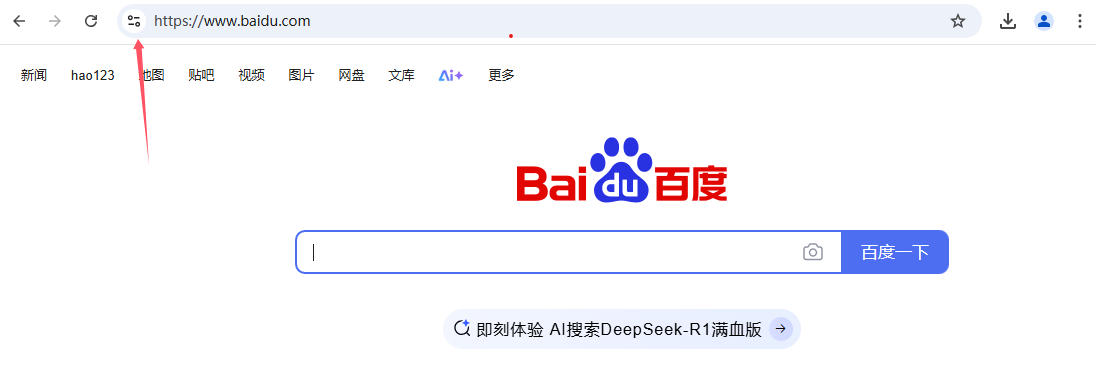 https://www.baidu.com
新闻 hao123 地图 贴吧 视频 图片 网盘 文库 Ai+ 更多
Baidu百度
百度一下
即刻体验 AI搜索DeepSeek-R1满血版